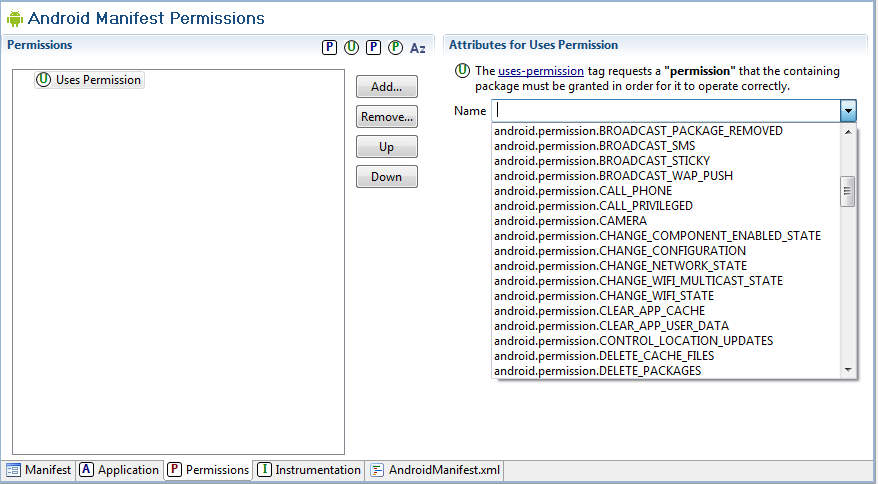 Android Manifest Permissions
Permissions
P U P P Az
U Uses Permission
Add...
Remove...
Up
Down
Attributes for Uses Permission
U The uses-permission tag requests a "permission" that the containing
package must be granted in order for it to operate correctly.
Name
android.permission.BROADCAST_PACKAGE_REMOVED
android.permission.BROADCAST_SMS
android.permission.BROADCAST_STICKY
android.permission.BROADCAST_WAP_PUSH
android.permission.CALL_PHONE
android.permission.CALL_PRIVILEGED
android.permission.CAMERA
android.permission.CHANGE_COMPONENT_ENABLED_STATE
android.permission.CHANGE_CONFIGURATION
android.permission.CHANGE_NETWORK_STATE
android.permission.CHANGE_WIFI_MULTICAST_STATE
android.permission.CHANGE_WIFI_STATE
android.permission.CLEAR_APP_CACHE
android.permission.CLEAR_APP_USER_DATA
android.permission.CONTROL_LOCATION_UPDATES
android.permission.DELETE_CACHE_FILES
android.permission.DELETE_PACKAGES
Manifest A Application P Permissions I Instrumentation AndroidManifest.xml